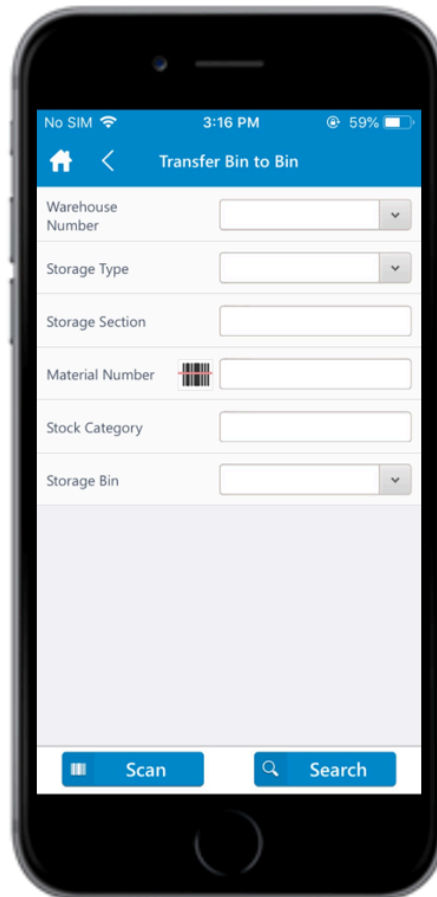 No SIM 3:16 PM 59%
Transfer Bin to Bin
Warehouse
Number
Storage Type
Storage Section
Material Number
Stock Category
Storage Bin
Scan Search